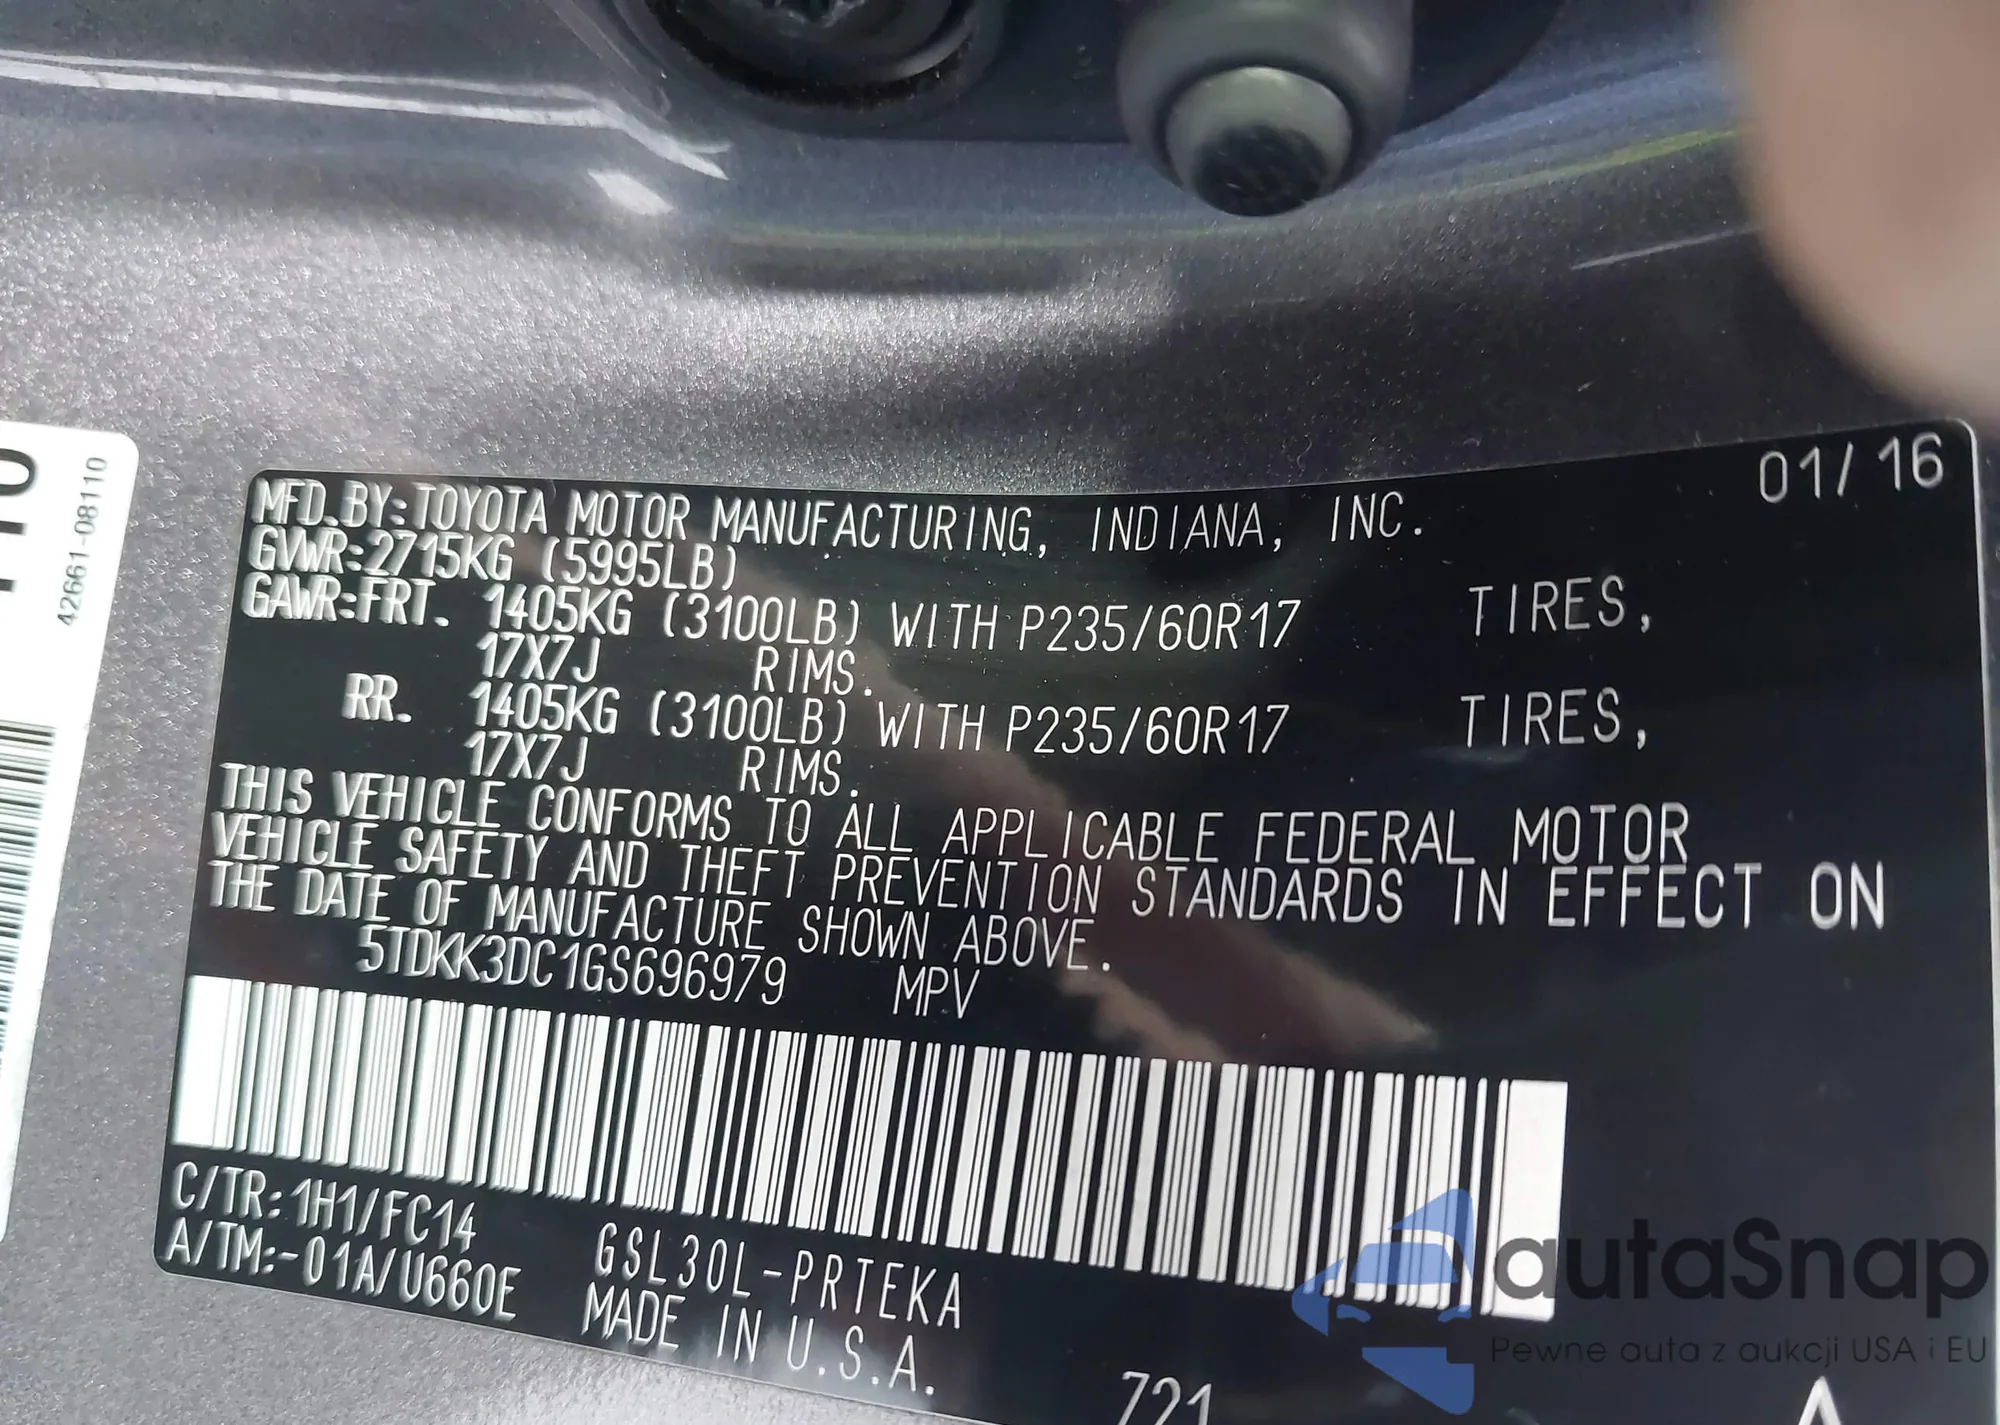 01/16
MFD.BY:TOYOTA MOTOR MANUFACTURING, INDIANA, INC.
GVWR:2715KG (5995LB)
GAWR:FRT. 1405KG (3100LB) WITH P235/60R17 TIRES,
17X7J RIMS.
RR. 1405KG (3100LB) WITH P235/60R17 TIRES,
17X7J RIMS.
THIS VEHICLE CONFORMS TO ALL APPLICABLE FEDERAL MOTOR
VEHICLE SAFETY AND THEFT PREVENTION STANDARDS IN EFFECT ON
THE DATE OF MANUFACTURE SHOWN ABOVE.
5TDKK3DC1GS696979 MPV
C/TR:1H1/FC14
A/TM:-01A/U660E
GSL30L-PRTEKA
MADE IN U.S.A.
721
42661-08110
autaSnap
Pewne auta z aukcji USA i EU